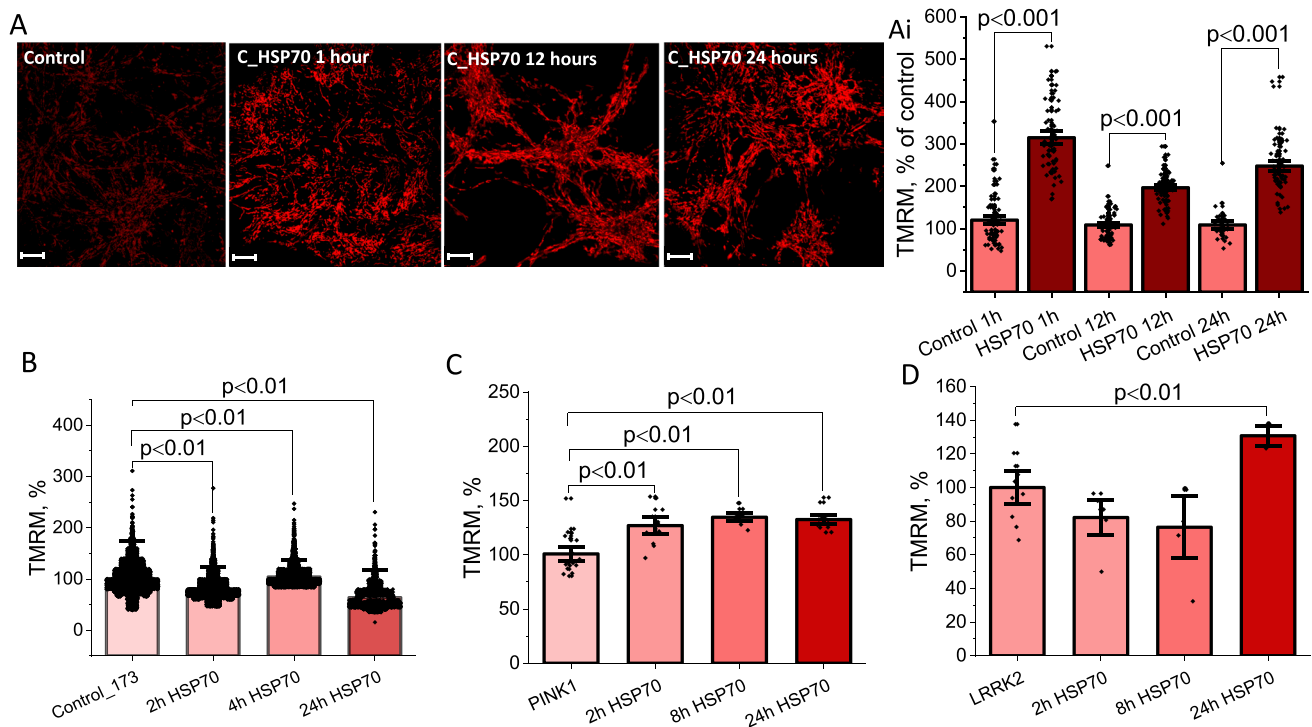 A
Control
C_HSP70 1 hour
C_HSP70 12 hours
C_HSP70 24 hours
Ai
TMRM, % of control
600
500
400
300
200
100
0
p<0.001
p<0.001
p<0.001
Control 1h
HSP70 1h
Control 12h
HSP70 12h
Control 24h
HSP70 24h
B
TMRM, %
400
300
200
100
0
p<0.01
p<0.01
p<0.01
Control_173
2h HSP70
4h HSP70
24h HSP70
C
TMRM, %
250
200
150
100
50
0
p<0.01
p<0.01
p<0.01
PINK1
2h HSP70
8h HSP70
24h HSP70
D
TMRM, %
160
140
120
100
80
60
40
20
0
p<0.01
LRRK2
2h HSP70
8h HSP70
24h HSP70